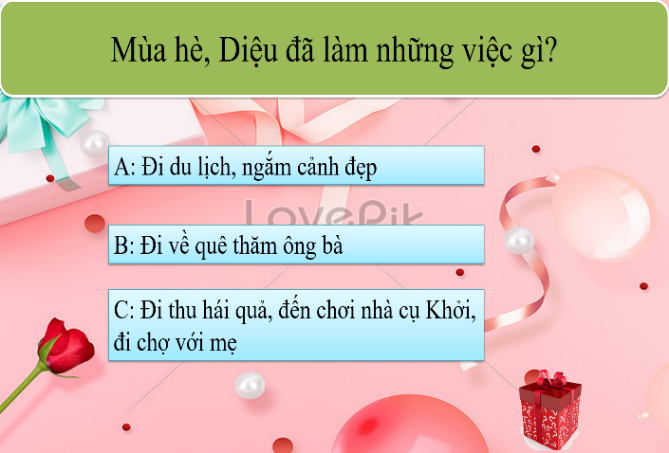 Mùa hè, Diệu đã làm những việc gì?
A: Đi du lịch, ngắm cảnh đẹp
LovePik
B: Đi về quê thăm ông bà
C: Đi thu hái quả, đến chơi nhà cụ Khởi,
đi chợ với mẹ